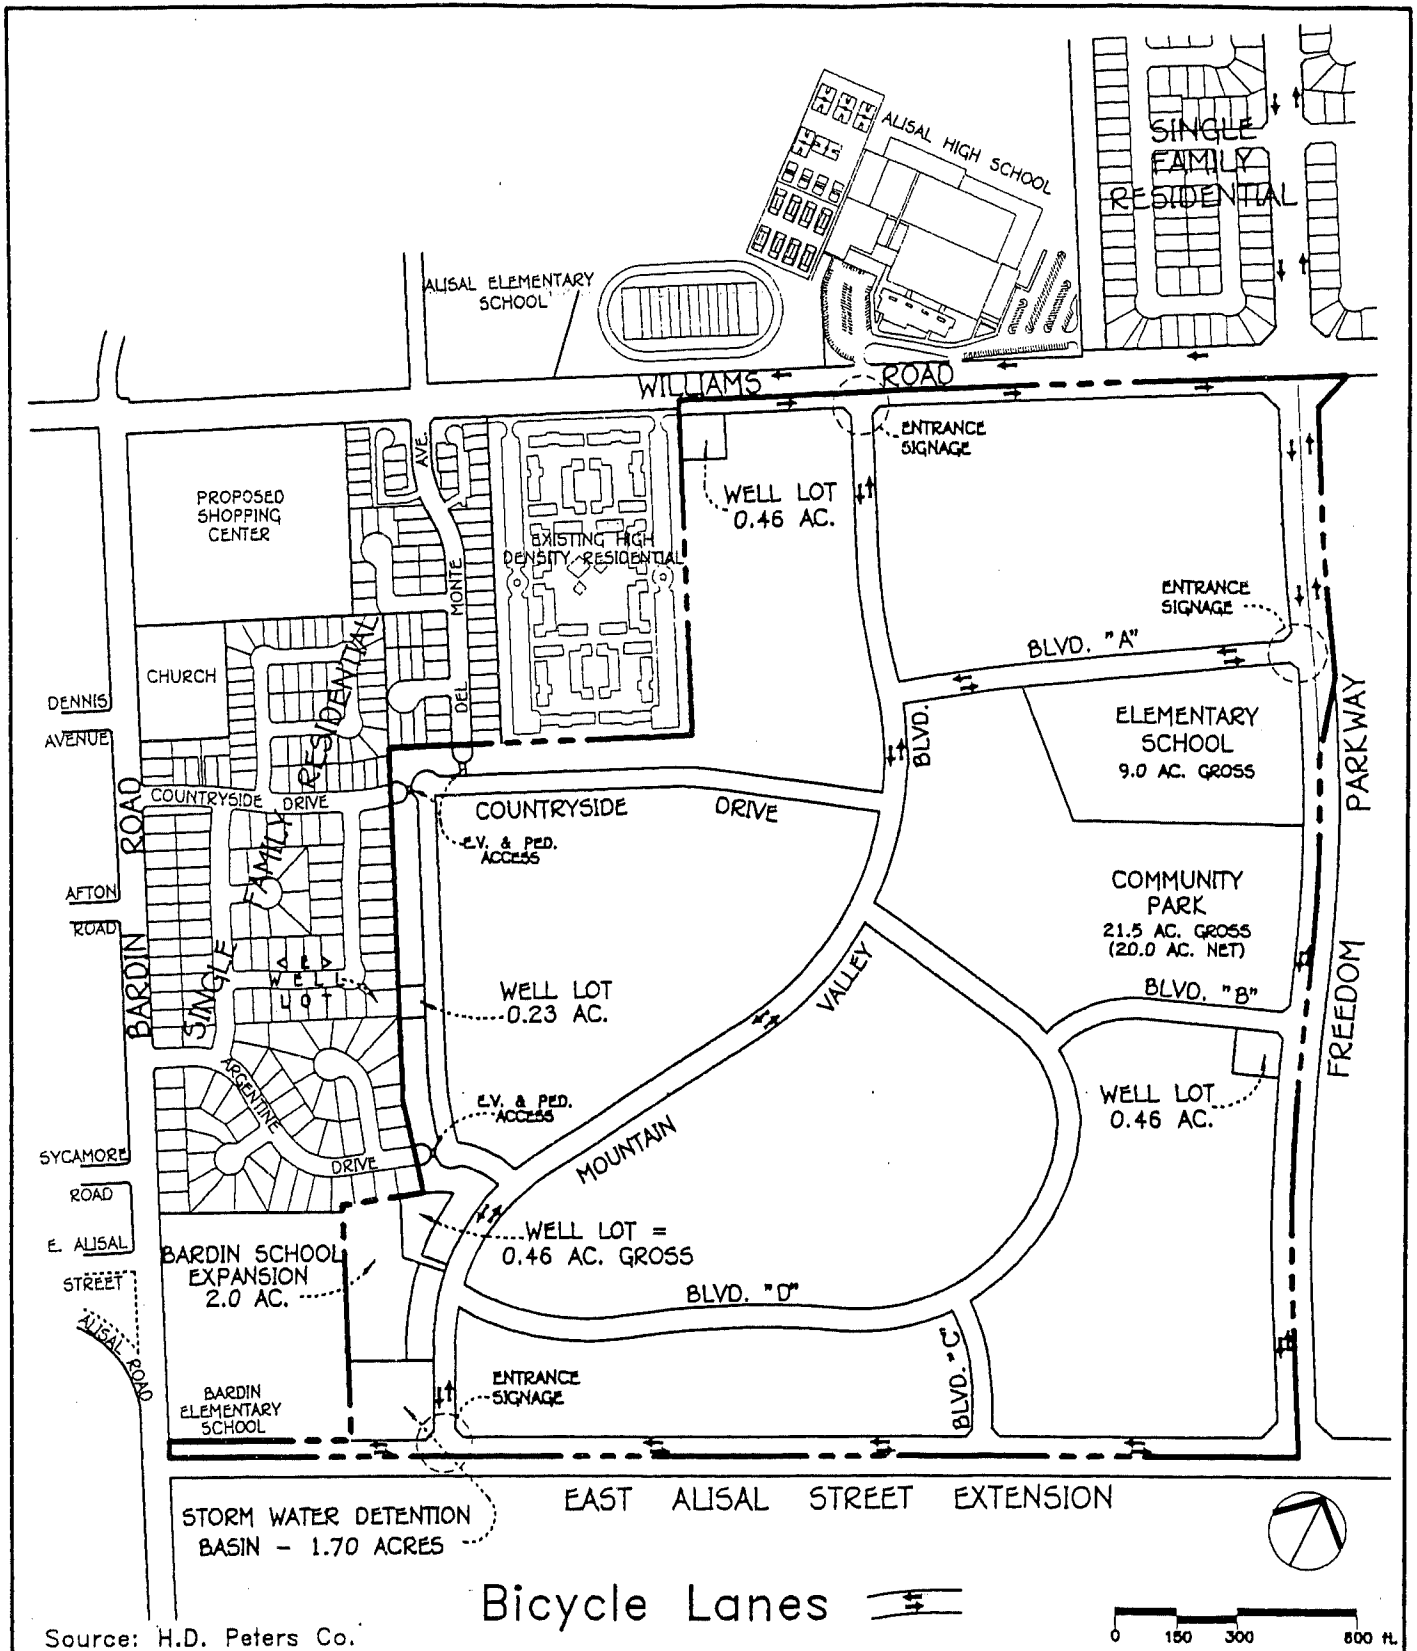 ALISAL HIGH SCHOOL
SINGLE
FAMILY
RESIDENTIAL
ALISAL ELEMENTARY
SCHOOL
WILLIAMS ROAD
ENTRANCE
SIGNAGE
AVE.
MONTE
DEL
PROPOSED
SHOPPING
CENTER
EXISTING HIGH
DENSITY RESIDENTIAL
WELL LOT
0.46 AC.
ENTRANCE
SIGNAGE
BLVD. "A"
CHURCH
DENNIS
AVENUE
SINGLE FAMILY RESIDENTIAL
ELEMENTARY
SCHOOL
9.0 AC. GROSS
FREEDOM PARKWAY
BARDIN ROAD
COUNTRYSIDE DRIVE
COUNTRYSIDE DRIVE
E.V. & PED.
ACCESS
AFTON
ROAD
COMMUNITY
PARK
21.5 AC. GROSS
(20.0 AC. NET)
WELL
LOT
WELL LOT
0.23 AC.
MOUNTAIN VALLEY BLVD.
BLVD. "B"
WELL LOT
0.46 AC.
ARGENTINE DRIVE
E.V. & PED.
ACCESS
SYCAMORE
ROAD
E. ALISAL
STREET
ALISAL ROAD
BARDIN SCHOOL
EXPANSION
2.0 AC.
WELL LOT =
0.46 AC. GROSS
BLVD. "D"
BLVD. "C"
BARDIN
ELEMENTARY
SCHOOL
ENTRANCE
SIGNAGE
EAST ALISAL STREET EXTENSION
STORM WATER DETENTION
BASIN - 1.70 ACRES
Bicycle Lanes
Source: H.D. Peters Co.
0 150 300 600 ft.